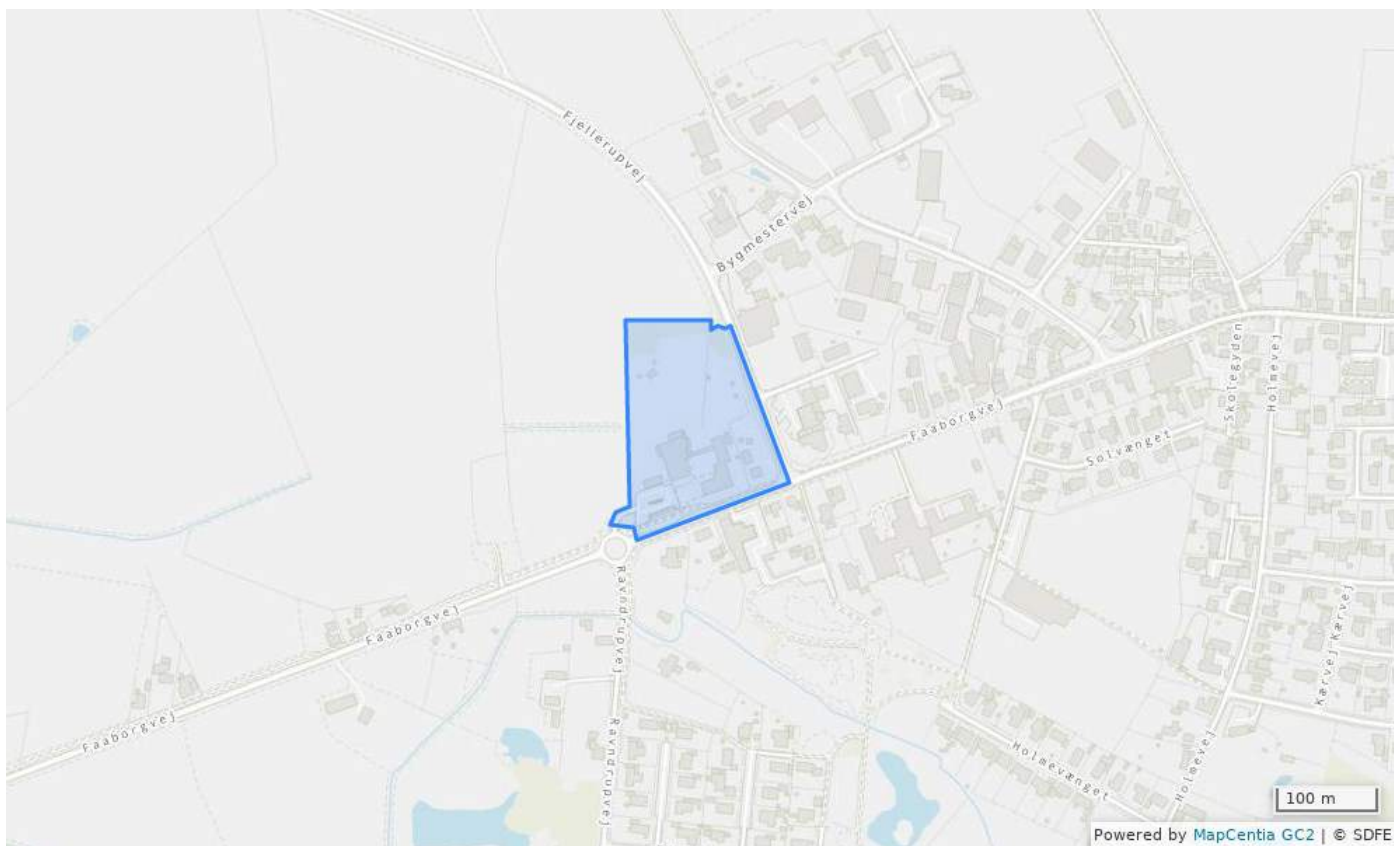 Fjellerupvej
Bygmestervej
Faaborgvej
Skolegyden
Holmevej
Solvænget
Ravndrupvej
Faaborgvej
Kærvej Kærvej
Faaborgvej
Ravndrupvej
Holmevænget
Holmevej
100 m
Powered by MapCentia GC2 | © SDFE